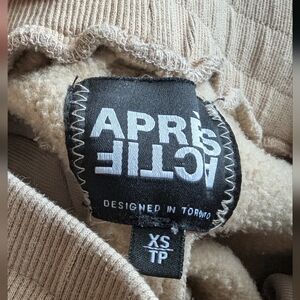 APRÈS
ACTIF
DESIGNED IN TORONTO
XS
TP